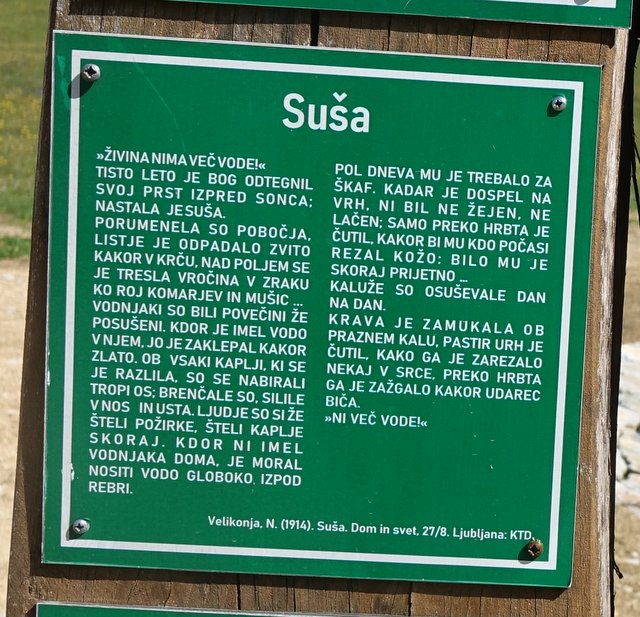 Suša
»ŽIVINA NIMA VEČ VODE!«
TISTO LETO JE BOG ODTEGNIL
SVOJ PRST IZPRED SONCA;
NASTALA JE SUŠA.
PORUMENELA SO POBOČJA,
LISTJE JE ODPADALO ZVITO
KAKOR V KRČU, NAD POLJEM SE
JE TRESLA VROČINA V ZRAKU
KO ROJ KOMARJEV IN MUŠIC ...
VODNJAKI SO BILI POVEČINI ŽE
POSUŠENI. KDOR JE IMEL VODO
V NJEM, JO JE ZAKLEPAL KAKOR
ZLATO. OB VSAKI KAPLJI, KI SE
JE RAZLILA, SO SE NABIRALI
TROPI OS; BRENČALE SO, SILILE
V NOS IN USTA. LJUDJE SO SI ŽE
ŠTELI POŽIRKE, ŠTELI KAPLJE
SKORAJ. KDOR NI IMEL
VODNJAKA DOMA, JE MORAL
NOSITI VODO GLOBOKO IZPOD
REBRI.
POL DNEVA MU JE TREBALO ZA
ŠKAF. KADAR JE DOSPEL NA
VRH, NI BIL NE ŽEJEN, NE
LAČEN; SAMO PREKO HRBTA JE
ČUTIL, KAKOR BI MU KDO POČASI
REZAL KOŽO: BILO MU JE
SKORAJ PRIJETNO ...
KALUŽE SO OSUŠEVALE DAN
NA DAN.
KRAVA JE ZAMUKALA OB
PRAZNEM KALU, PASTIR URH JE
ČUTIL, KAKO GA JE ZAREZALO
NEKAJ V SRCE, PREKO HRBTA
GA JE ZAŽGALO KAKOR UDAREC
BIČA.
»NI VEČ VODE!«
Velikonja, N. (1914). Suša. Dom in svet, 27/8. Ljubljana: KTD.